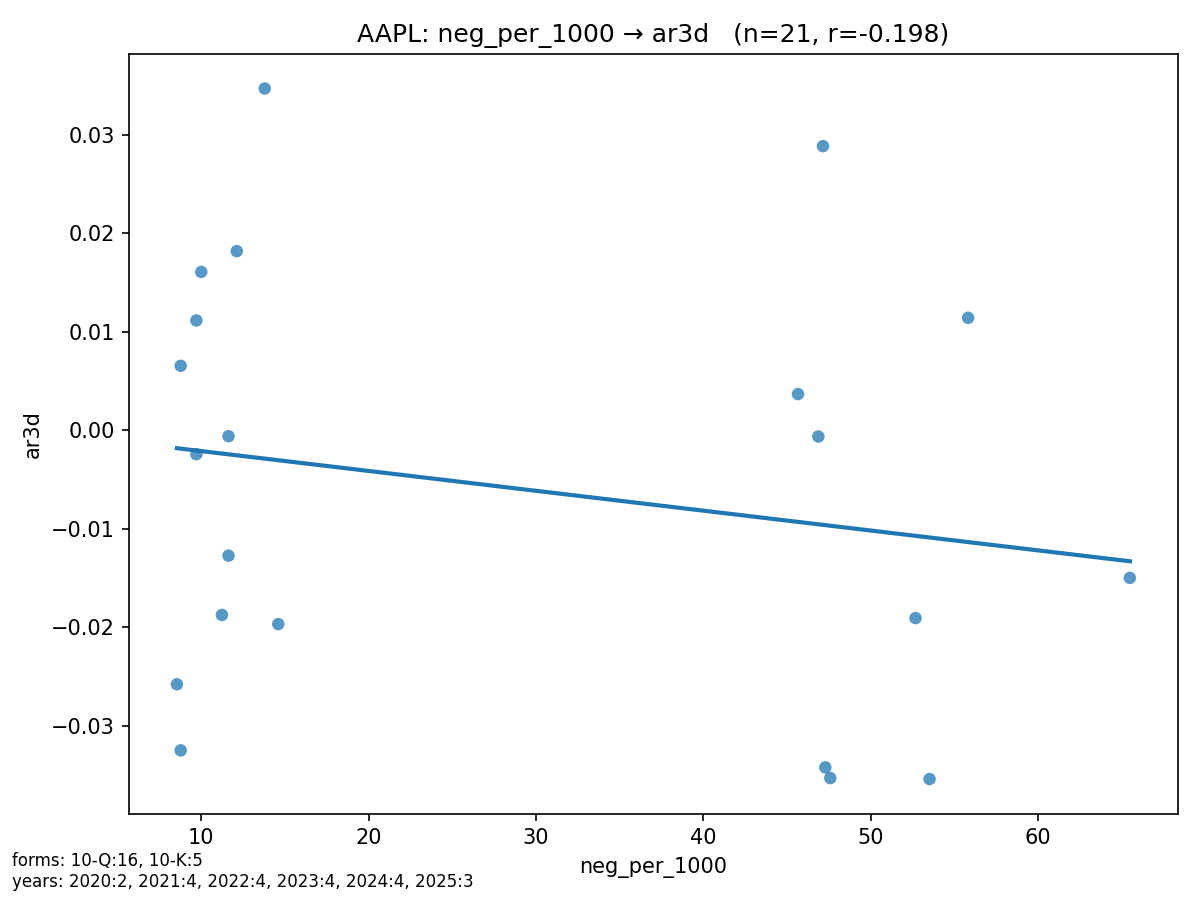 AAPL: neg_per_1000 → ar3d (n=21, r=-0.198)
0.03
0.02
0.01
0.00
−0.01
−0.02
−0.03
ar3d
10 20 30 40 50 60
neg_per_1000
forms: 10-Q:16, 10-K:5
years: 2020:2, 2021:4, 2022:4, 2023:4, 2024:4, 2025:3